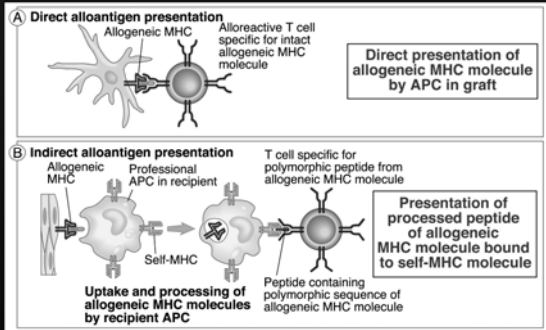 A Direct alloantigen presentation
Allogeneic MHC
Alloreactive T cell
specific for intact
allogeneic MHC
molecule
Direct presentation of
allogeneic MHC molecule
by APC in graft
B Indirect alloantigen presentation
Allogeneic
MHC
Professional
APC in recipient
T cell specific for
polymorphic peptide from
allogeneic MHC molecule
Self-MHC
Presentation of
processed peptide
of allogeneic
MHC molecule bound
to self-MHC molecule
Uptake and processing of
allogeneic MHC molecules
by recipient APC
Peptide containing
polymorphic sequence of
allogeneic MHC molecule